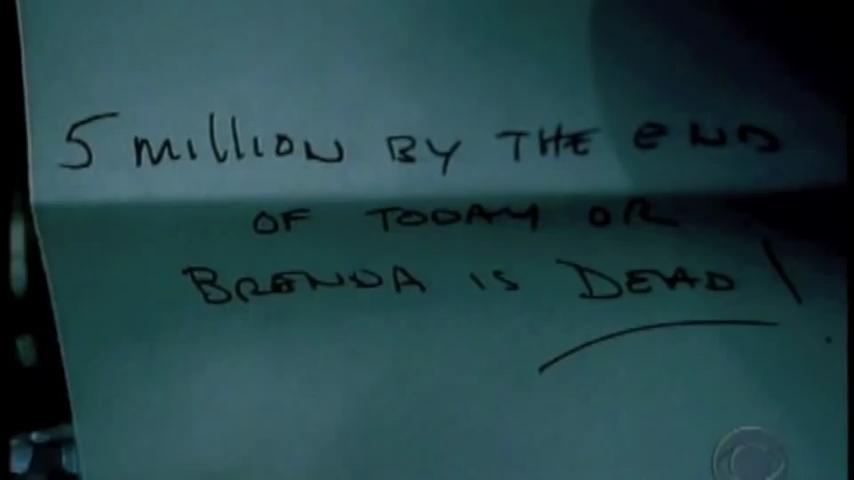 5 MILLION BY THE END
OF TODAY OR
BRENDA IS DEAD!